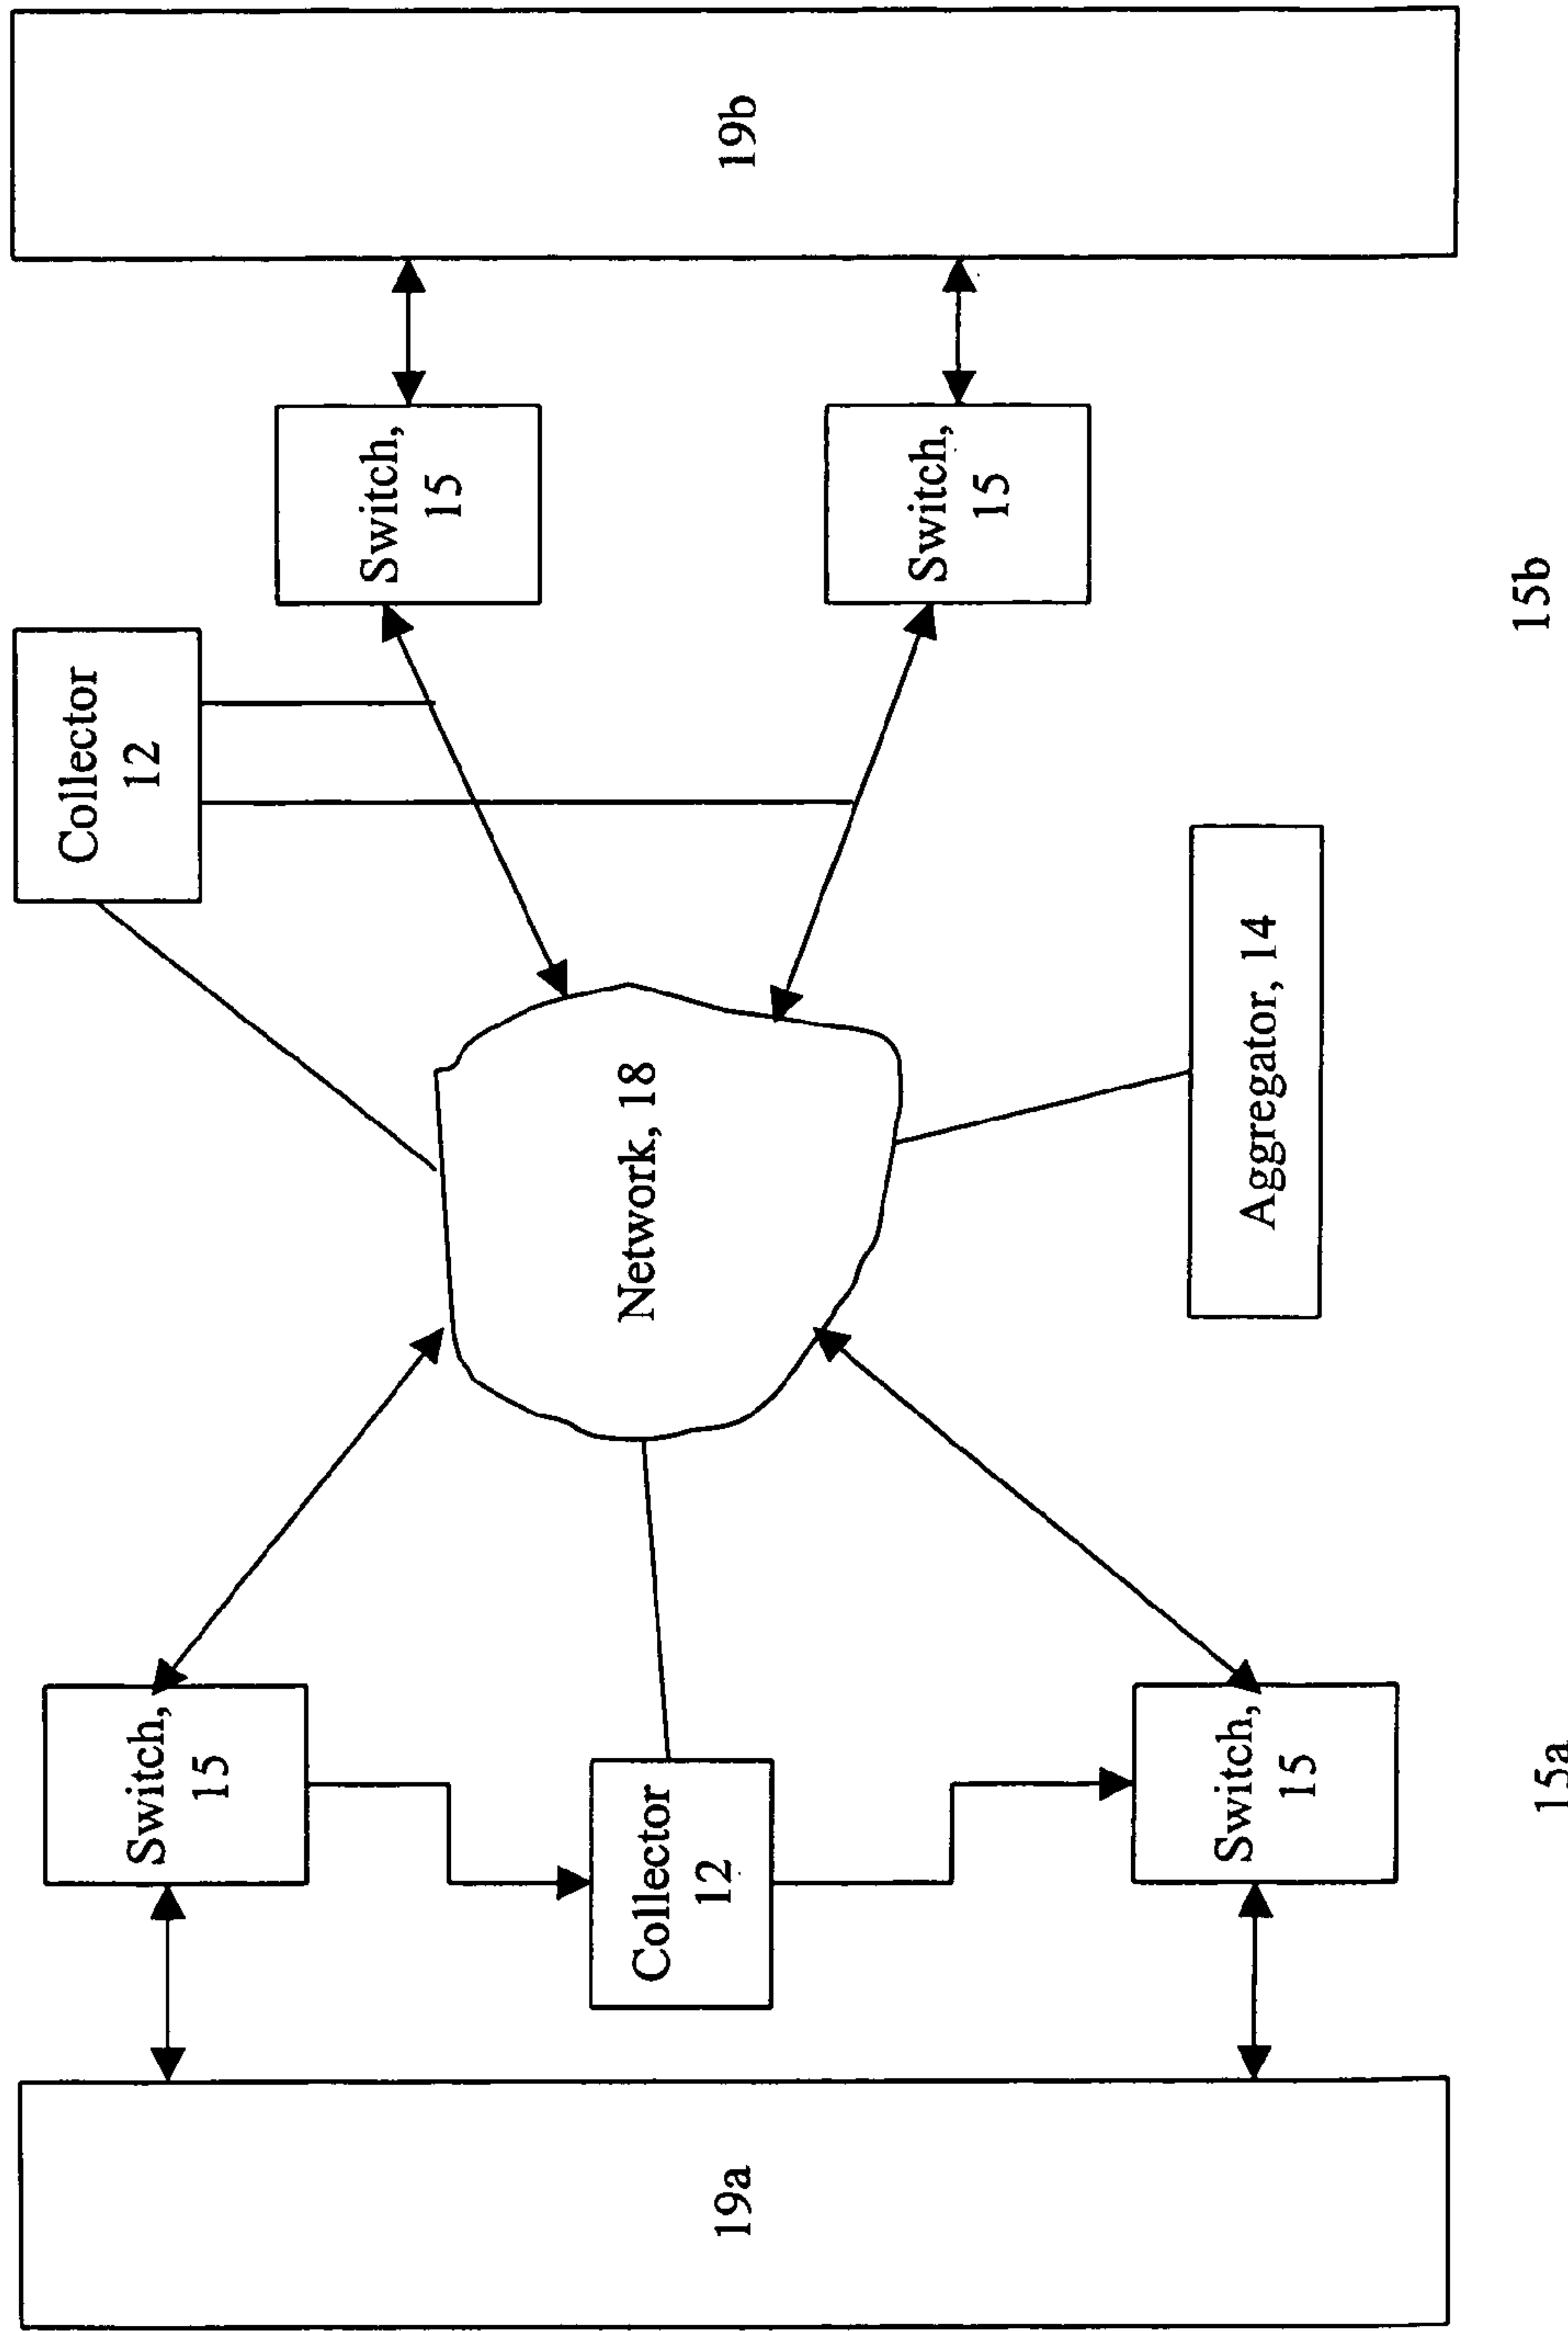 19a
Switch,
15
Collector
12
Switch,
15
15a
Network, 18
Aggregator, 14
Collector
12
Switch,
15
Switch,
15
15b
19b